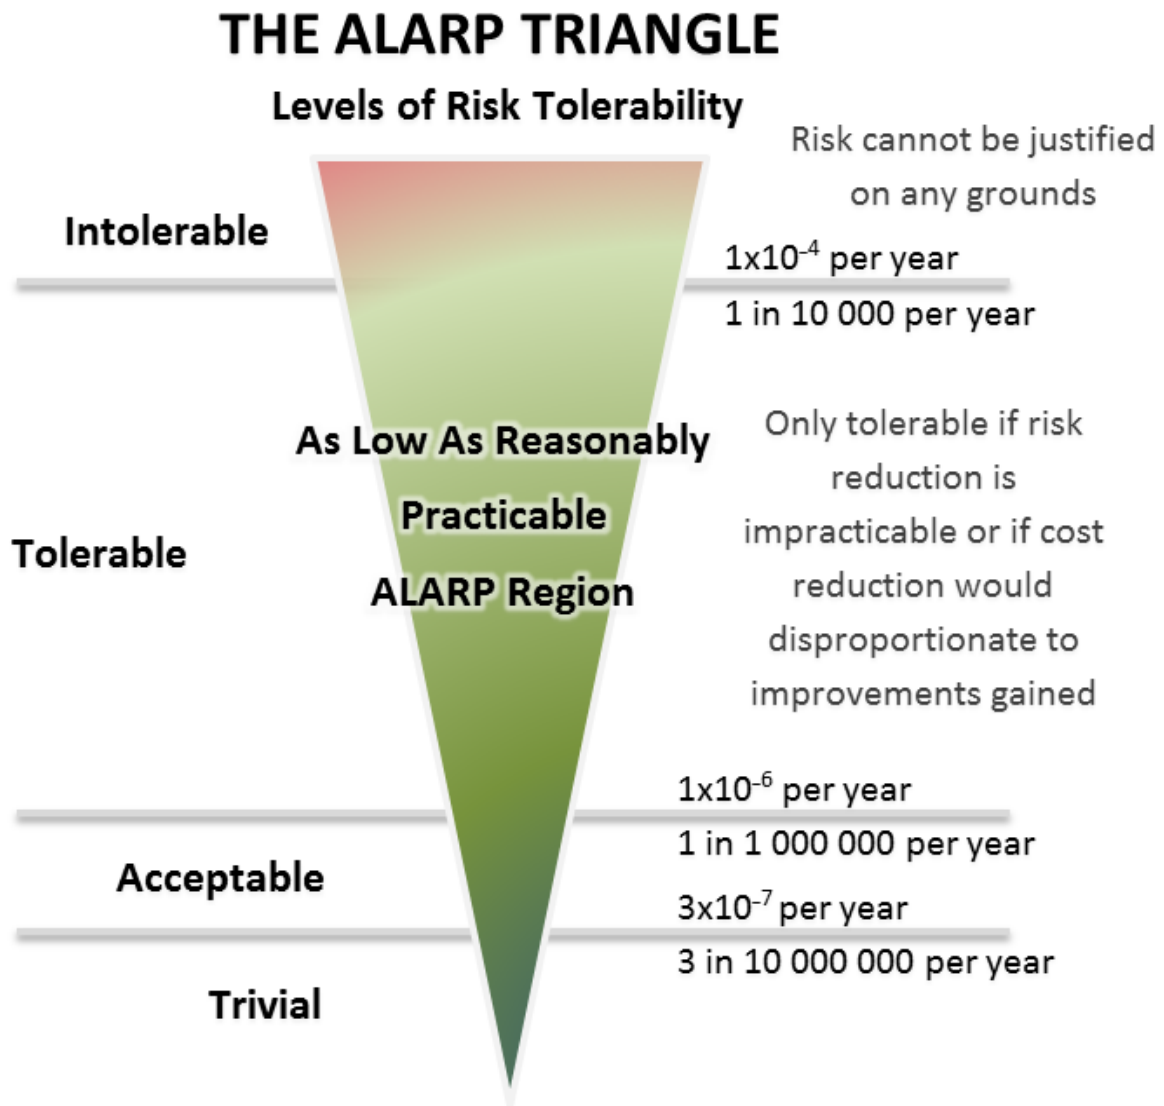 THE ALARP TRIANGLE
Levels of Risk Tolerability
Risk cannot be justified
on any grounds
Intolerable
1x10⁻⁴ per year
1 in 10 000 per year
As Low As Reasonably
Practicable
ALARP Region
Tolerable
Only tolerable if risk
reduction is
impracticable or if cost
reduction would
disproportionate to
improvements gained
1x10⁻⁶ per year
1 in 1 000 000 per year
Acceptable
3x10⁻⁷ per year
3 in 10 000 000 per year
Trivial